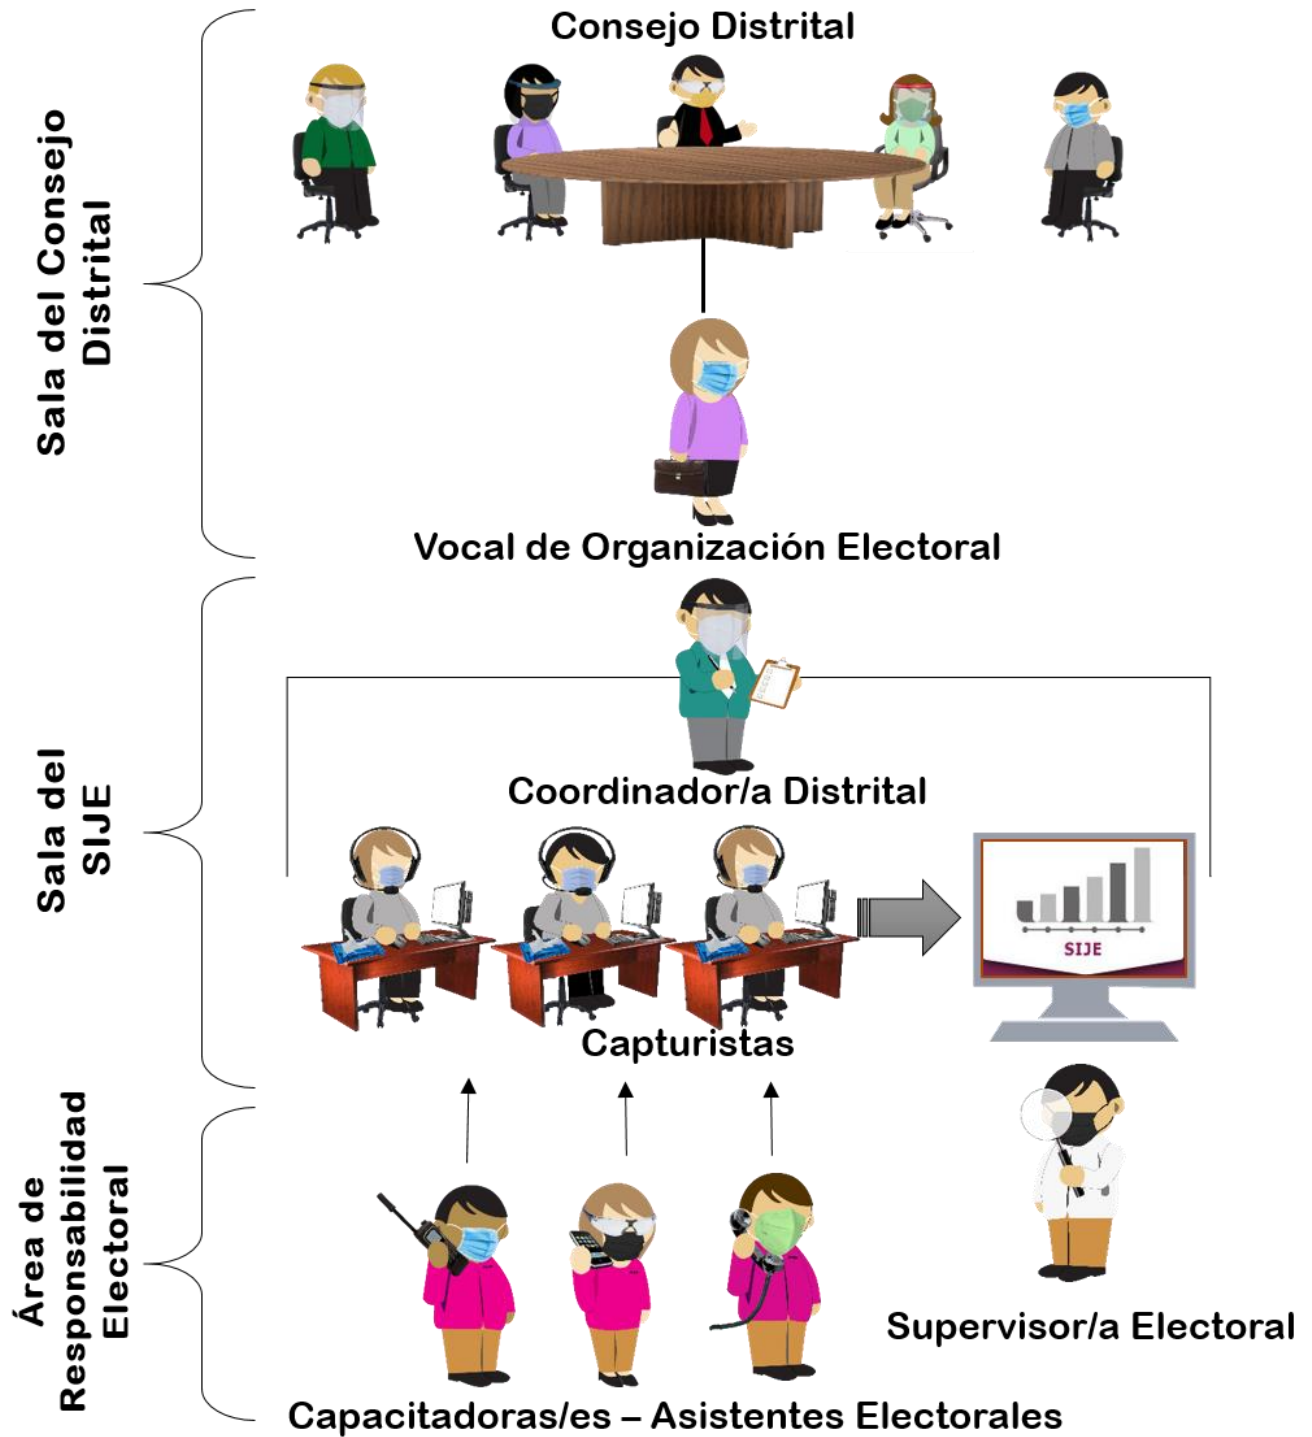 Consejo Distrital
Sala del Consejo
Distrital
Vocal de Organización Electoral
Coordinador/a Distrital
Sala del
SIJE
SIJE
Capturistas
Área de
Responsabilidad
Electoral
Supervisor/a Electoral
Capacitadoras/es – Asistentes Electorales